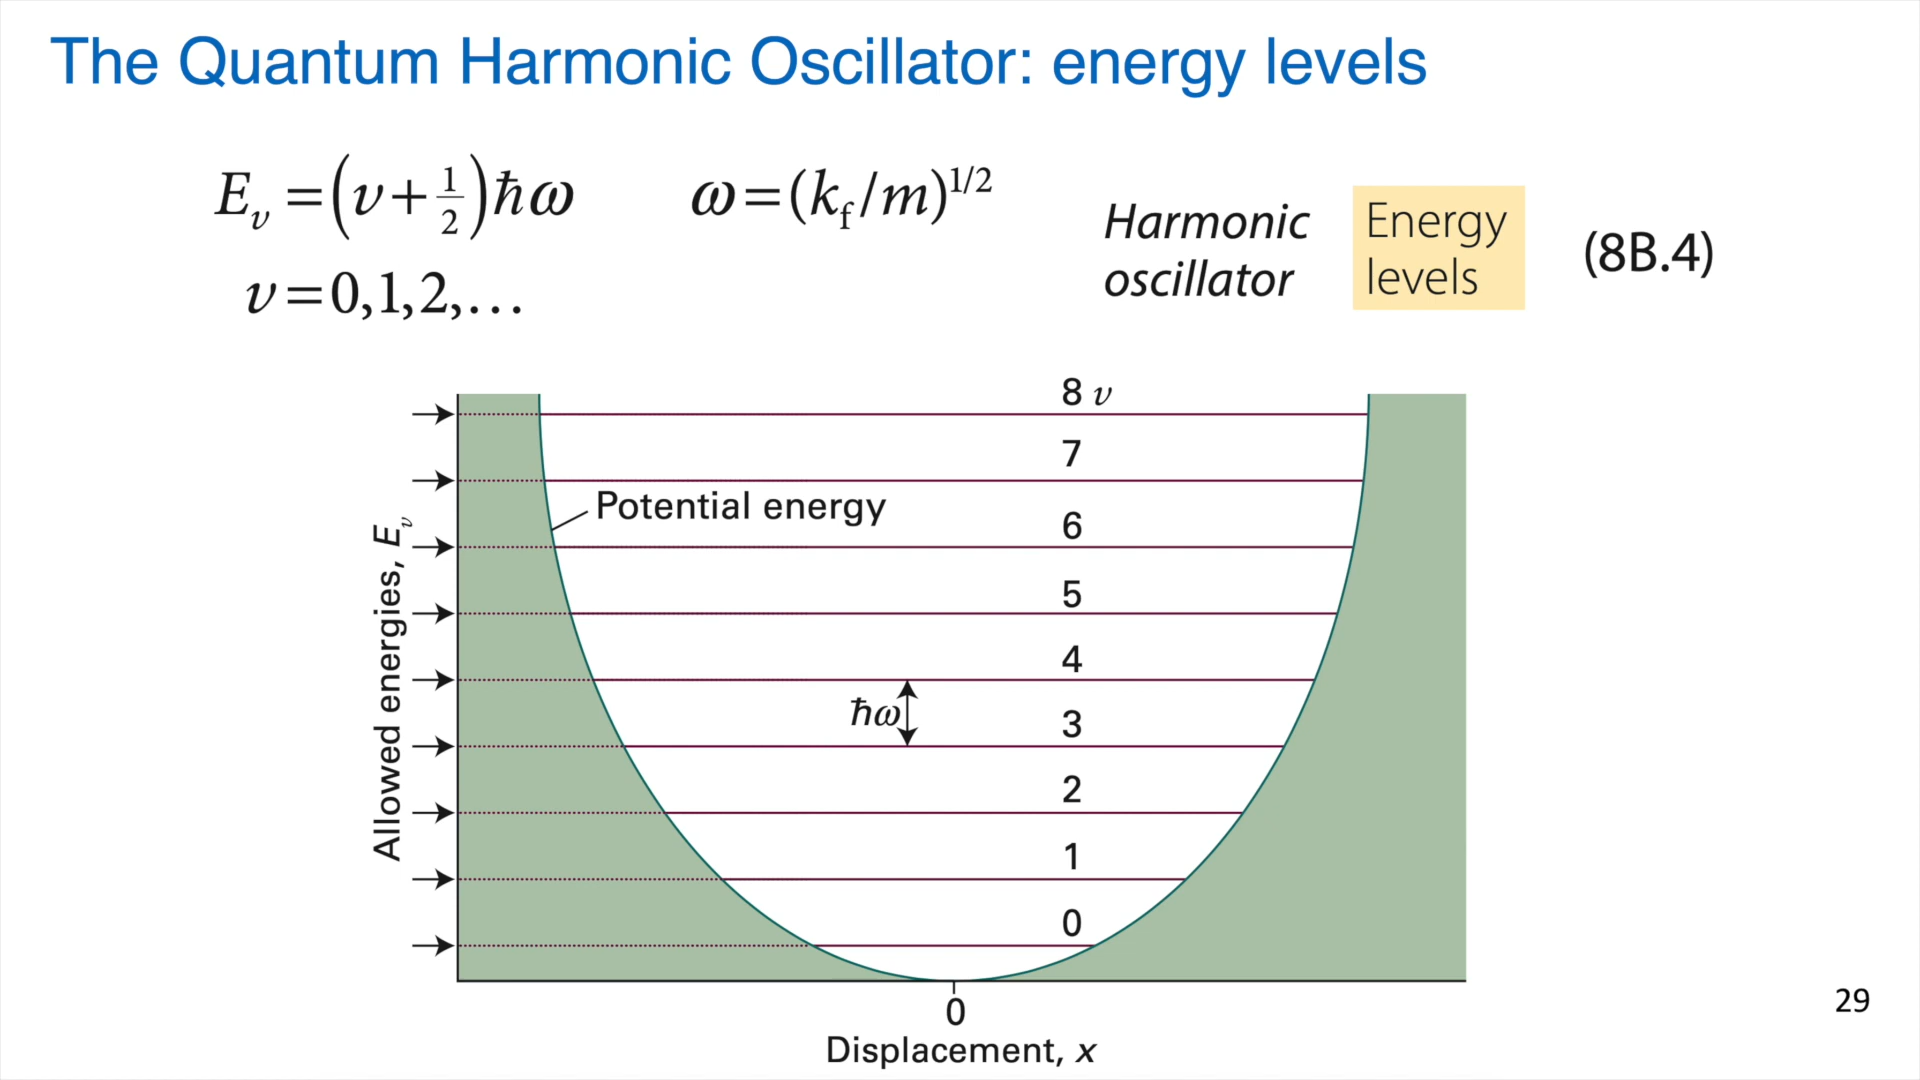 The Quantum Harmonic Oscillator: energy levels
E_v = (v + 1/2)ħω
ω = (k_f/m)^{1/2}
v = 0,1,2,…
Harmonic
oscillator
Energy
levels
(8B.4)
8 v
7
Potential energy
6
5
4
ħω
3
2
1
0
Allowed energies, E_v
0
Displacement, x
29